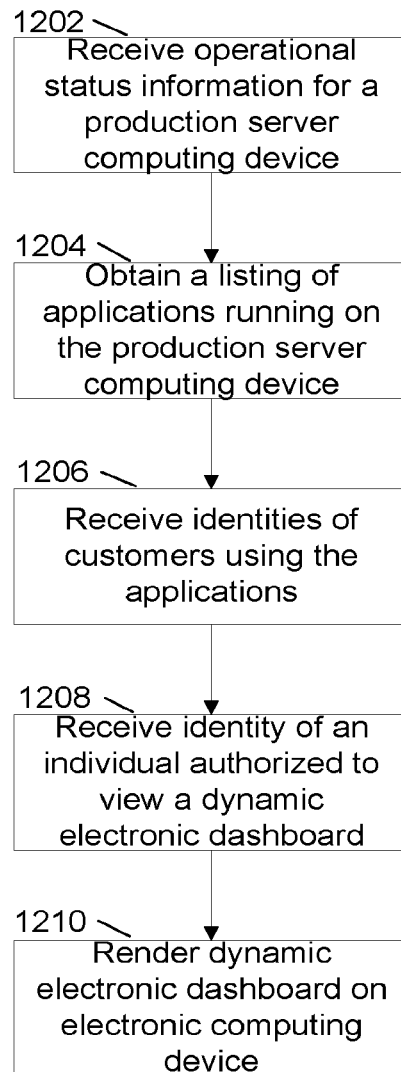 1202
Receive operational
status information for a
production server
computing device
1204
Obtain a listing of
applications running on
the production server
computing device
1206
Receive identities of
customers using the
applications
1208
Receive identity of an
individual authorized to
view a dynamic
electronic dashboard
1210
Render dynamic
electronic dashboard on
electronic computing
device